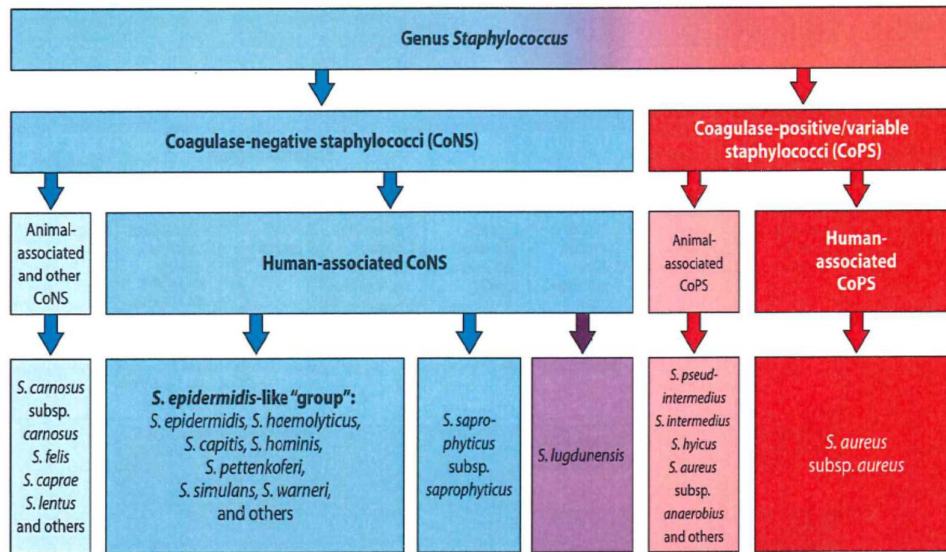 Genus Staphylococcus
Coagulase-negative staphylococci (CoNS)
Coagulase-positive/variable
staphylococci (CoPS)
Animal-
associated
and other
CoNS
Human-associated CoNS
Animal-
associated
CoPS
Human-
associated
CoPS
S. carnosus
subsp.
carnosus
S. felis
S. caprae
S. lentus
and others
S. epidermidis-like “group”:
S. epidermidis, S. haemolyticus,
S. capitis, S. hominis,
S. pettenkoferi,
S. simulans, S. warneri,
and others
S. sapro-
phyticus
subsp.
saprophyticus
S. lugdunensis
S. pseud-
intermedius
S. intermedius
S. hyicus
S. aureus
subsp.
anaerobius
and others
S. aureus
subsp. aureus